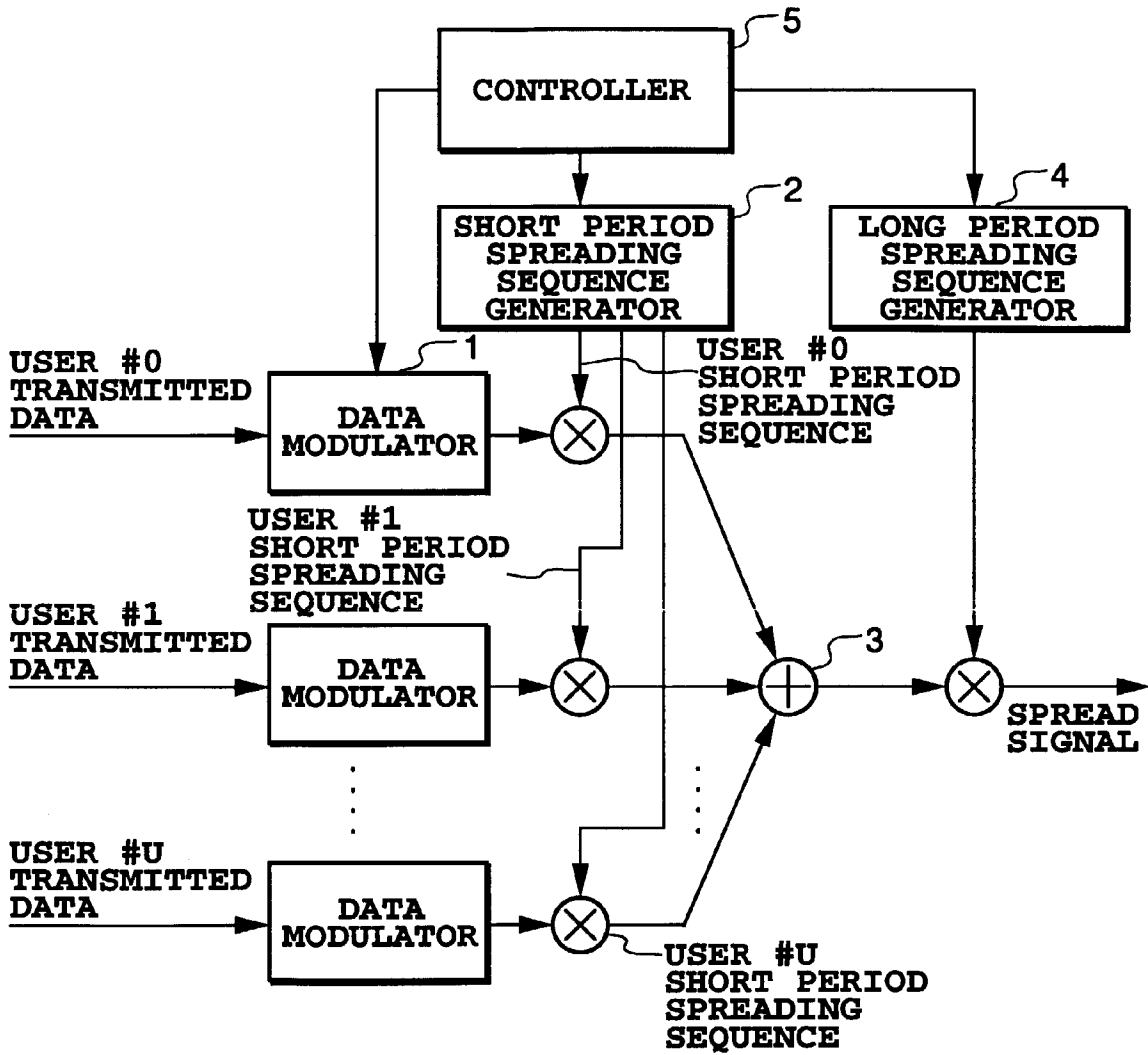 5
CONTROLLER
2
4
SHORT PERIOD
SPREADING
SEQUENCE
GENERATOR
LONG PERIOD
SPREADING
SEQUENCE
GENERATOR
USER #0
TRANSMITTED
DATA
1
DATA
MODULATOR
USER #0
SHORT PERIOD
SPREADING
SEQUENCE
USER #1
SHORT PERIOD
SPREADING
SEQUENCE
USER #1
TRANSMITTED
DATA
DATA
MODULATOR
3
SPREAD
SIGNAL
USER #U
TRANSMITTED
DATA
DATA
MODULATOR
USER #U
SHORT PERIOD
SPREADING
SEQUENCE